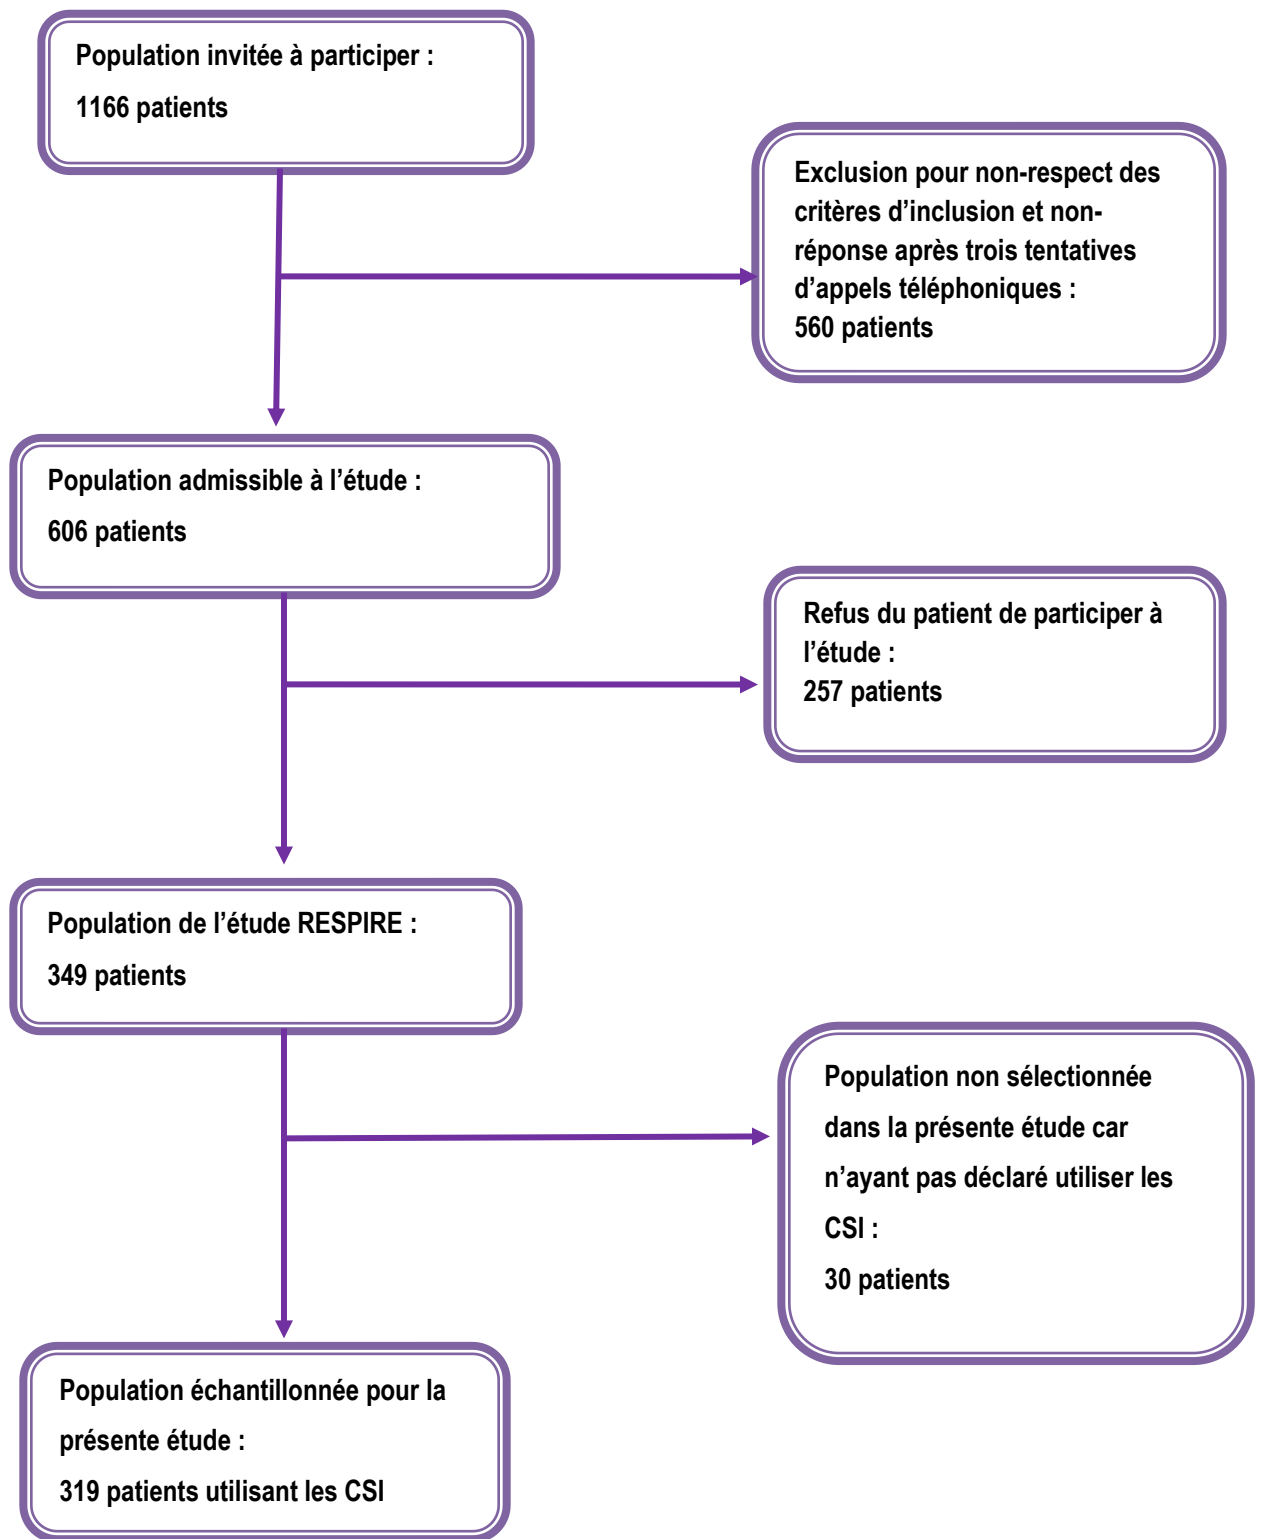 Population invitée à participer :
1166 patients
Exclusion pour non-respect des
critères d’inclusion et non-
réponse après trois tentatives
d’appels téléphoniques :
560 patients
Population admissible à l’étude :
606 patients
Refus du patient de participer à
l’étude :
257 patients
Population de l’étude RESPIRE :
349 patients
Population non sélectionnée
dans la présente étude car
n’ayant pas déclaré utiliser les
CSI :
30 patients
Population échantillonnée pour la
présente étude :
319 patients utilisant les CSI